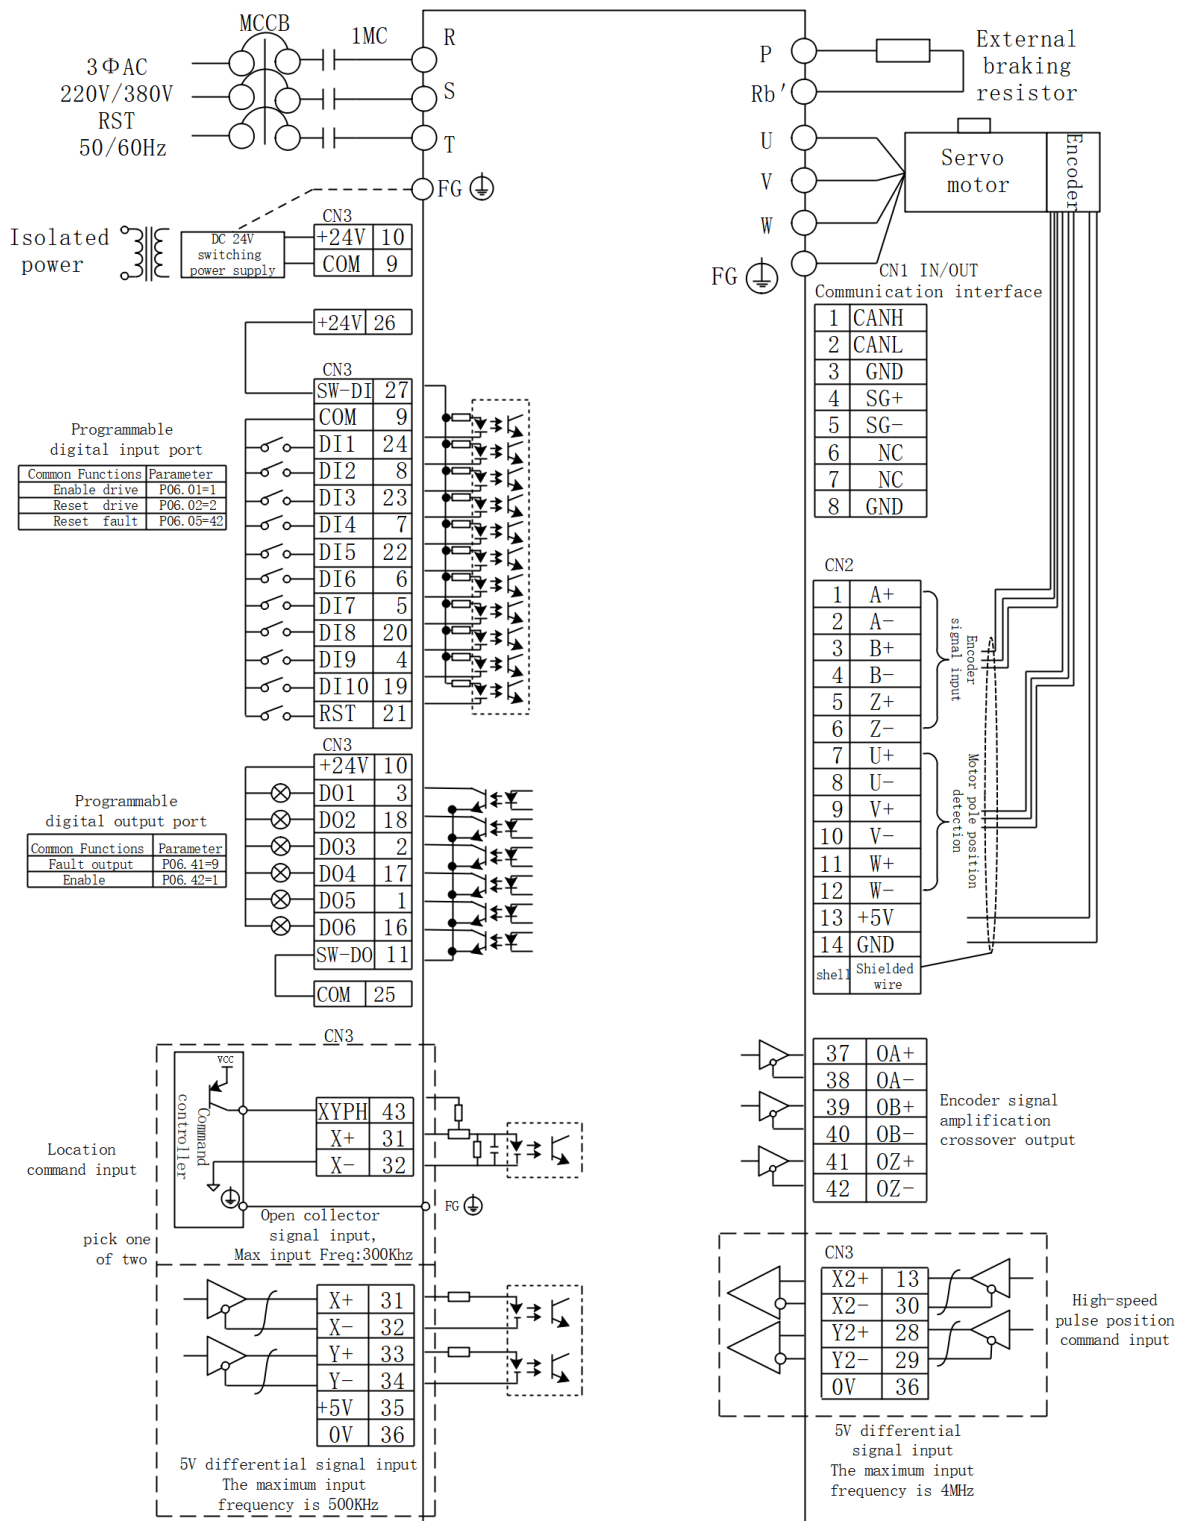 MCCB
1MC
R
3ΦAC
220V/380V
RST
50/60Hz
S
T
FG
CN3
Isolated
power
DC 24V
switching
power supply
+24V 10
COM 9
+24V 26
CN3
SW-DI 27
COM 9
DI1 24
DI2 8
DI3 23
DI4 7
DI5 22
DI6 6
DI7 5
DI8 20
DI9 4
DI10 19
RST 21
Programmable
digital input port
Common Functions Parameter
Enable drive P06.01=1
Reset drive P06.02=2
Reset fault P06.05=42
CN3
+24V 10
DO1 3
DO2 18
DO3 2
DO4 17
DO5 1
DO6 16
SW-DO 11
COM 25
Programmable
digital output port
Common Functions Parameter
Fault output P06.41=9
Enable P06.42=1
CN3
VCC
Command
controller
XYPH 43
X+ 31
X- 32
Location
command input
FG
Open collector
signal input,
Max input Freq:300Khz
pick one
of two
X+ 31
X- 32
Y+ 33
Y- 34
+5V 35
0V 36
5V differential signal input
The maximum input
frequency is 500KHz
P
Rb'
External
braking
resistor
U
V
W
FG
Servo
motor
Encoder
CN1 IN/OUT
Communication interface
1 CANH
2 CANL
3 GND
4 SG+
5 SG-
6 NC
7 NC
8 GND
CN2
1 A+
2 A-
3 B+
4 B-
5 Z+
6 Z-
7 U+
8 U-
9 V+
10 V-
11 W+
12 W-
13 +5V
14 GND
shell Shielded
wire
Encoder
signal input
Motor pole position
detection
37 OA+
38 OA-
39 OB+
40 OB-
41 OZ+
42 OZ-
Encoder signal
amplification
crossover output
CN3
X2+ 13
X2- 30
Y2+ 28
Y2- 29
0V 36
High-speed
pulse position
command input
5V differential
signal input
The maximum input
frequency is 4MHz